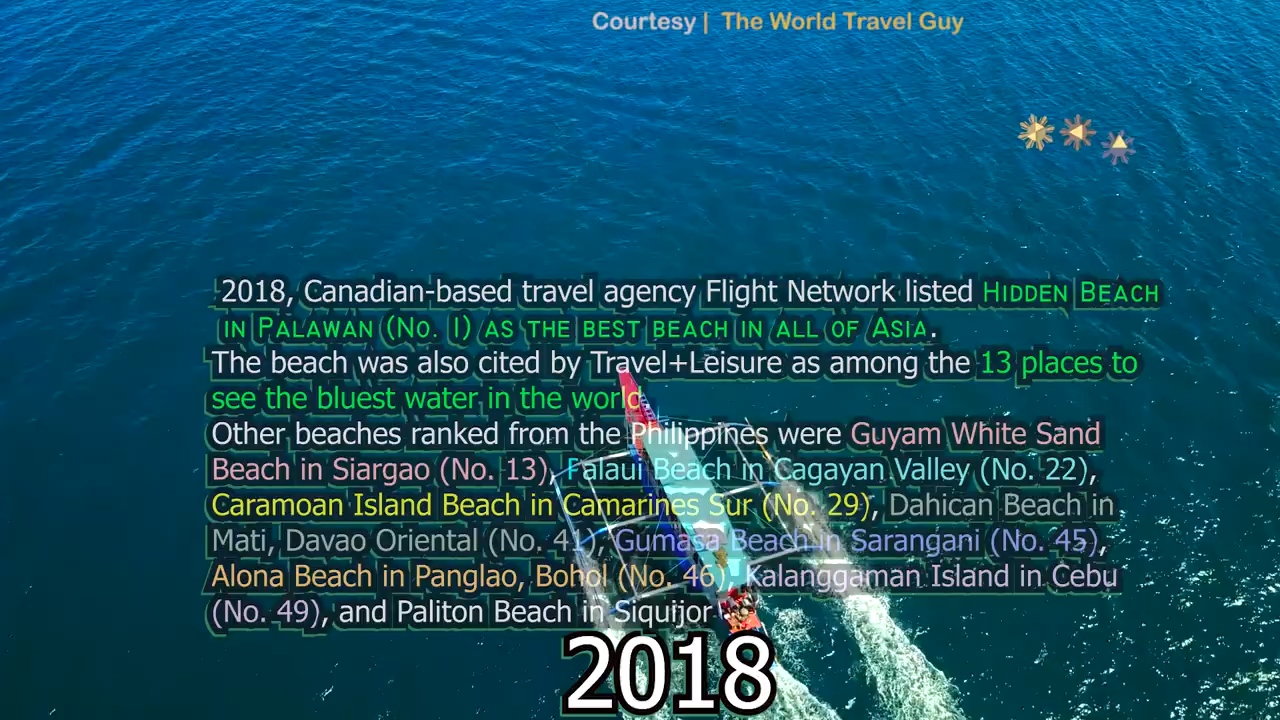 Courtesy | The World Travel Guy
2018, Canadian-based travel agency Flight Network listed Hidden Beach
in Palawan (No. 1) as the best beach in all of Asia.
The beach was also cited by Travel+Leisure as among the 13 places to
see the bluest water in the world
Other beaches ranked from the Philippines were Guyam White Sand
Beach in Siargao (No. 13), Palaui Beach in Cagayan Valley (No. 22),
Caramoan Island Beach in Camarines Sur (No. 29), Dahican Beach in
Mati, Davao Oriental (No. 41), Gumasa Beach in Sarangani (No. 45),
Alona Beach in Panglao, Bohol (No. 46), Kalanggaman Island in Cebu
(No. 49), and Paliton Beach in Siquijor
2018